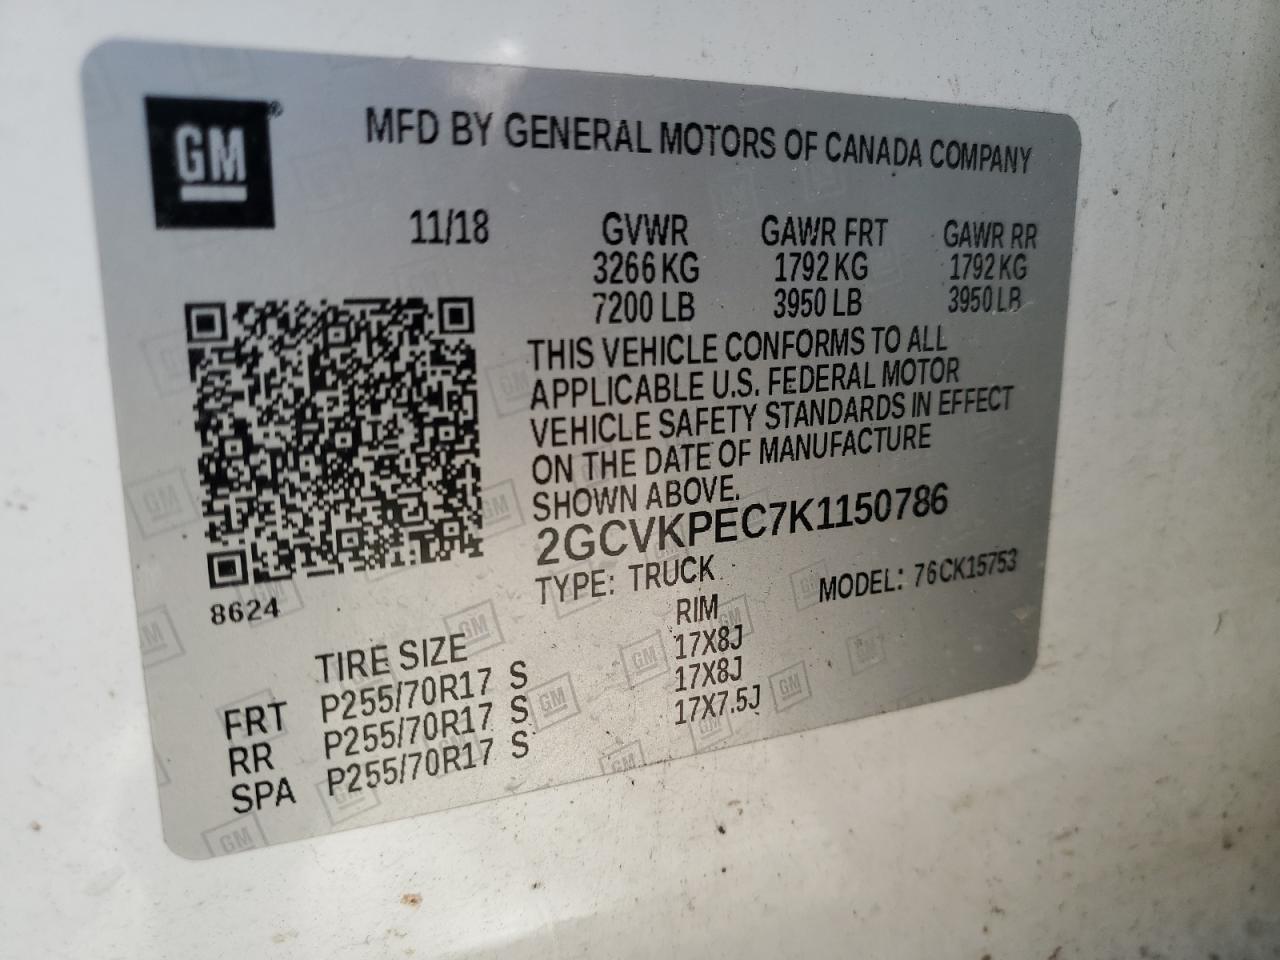 GM
MFD BY GENERAL MOTORS OF CANADA COMPANY
11/18 GVWR GAWR FRT GAWR RR
3266 KG 1792 KG 1792 KG
7200 LB 3950 LB 3950 LB
THIS VEHICLE CONFORMS TO ALL
APPLICABLE U.S. FEDERAL MOTOR
VEHICLE SAFETY STANDARDS IN EFFECT
ON THE DATE OF MANUFACTURE
SHOWN ABOVE.
2GCVKPEC7K1150786
TYPE: TRUCK MODEL: 76CK15753
8624
TIRE SIZE RIM
FRT P255/70R17 S 17X8J
RR P255/70R17 S 17X8J
SPA P255/70R17 S 17X7.5J